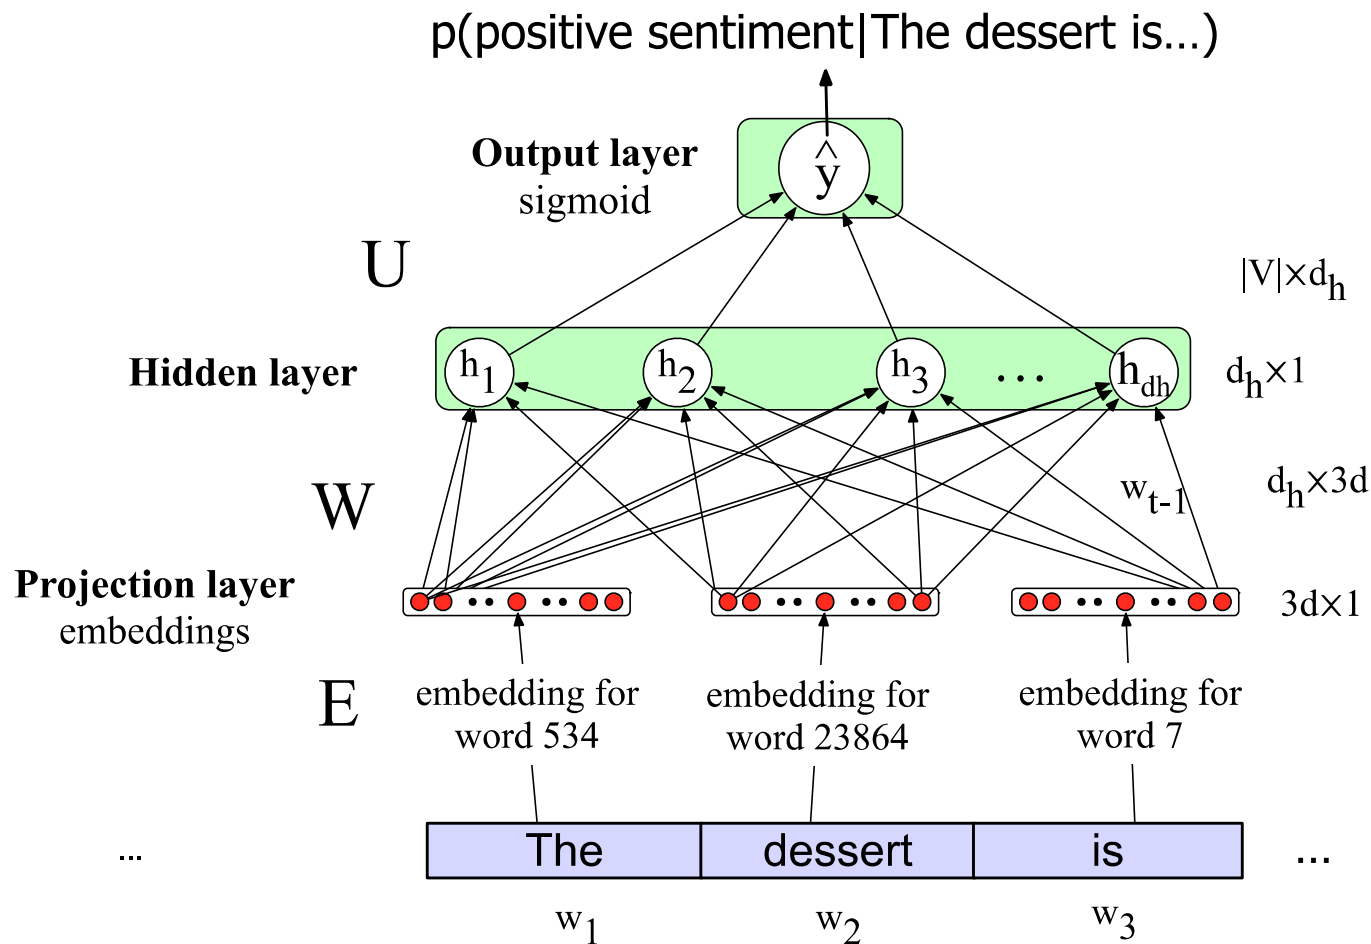 p(positive sentiment|The dessert is...)
Output layer
sigmoid
ŷ
U
|V|×dₕ
Hidden layer
h₁ h₂ h₃ ... h_dh
dₕ×1
W
w_t-1
dₕ×3d
Projection layer
embeddings
3d×1
E
embedding for
word 534
embedding for
word 23864
embedding for
word 7
... The dessert is ...
w₁ w₂ w₃